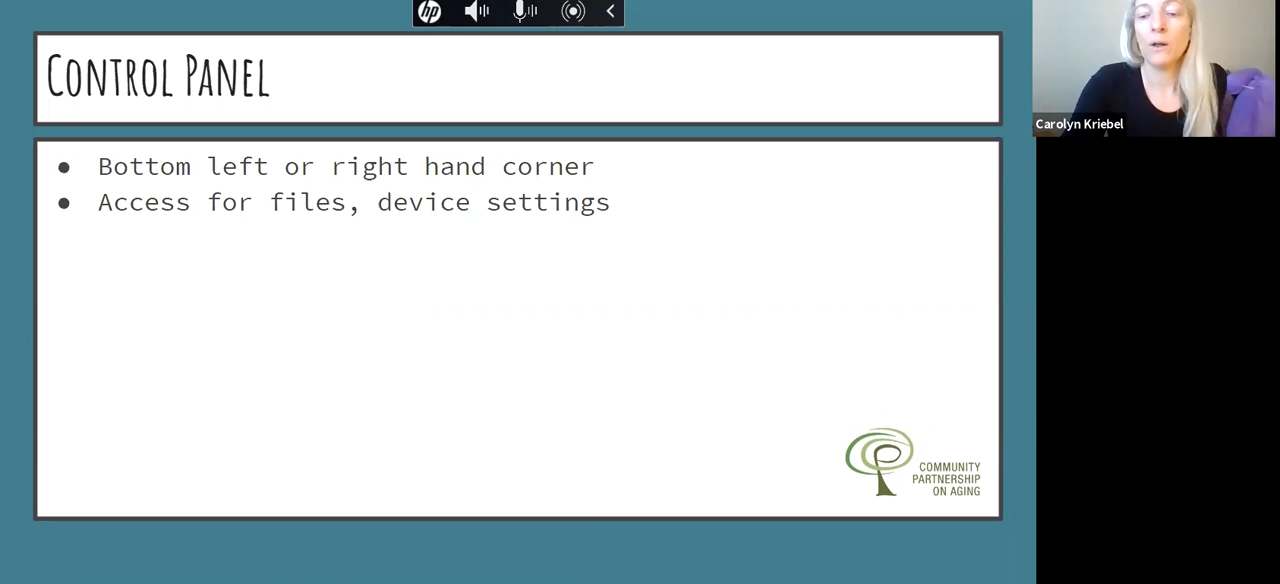 hp
Control Panel
● Bottom left or right hand corner
● Access for files, device settings
COMMUNITY
PARTNERSHIP
ON AGING
Carolyn Kriebel